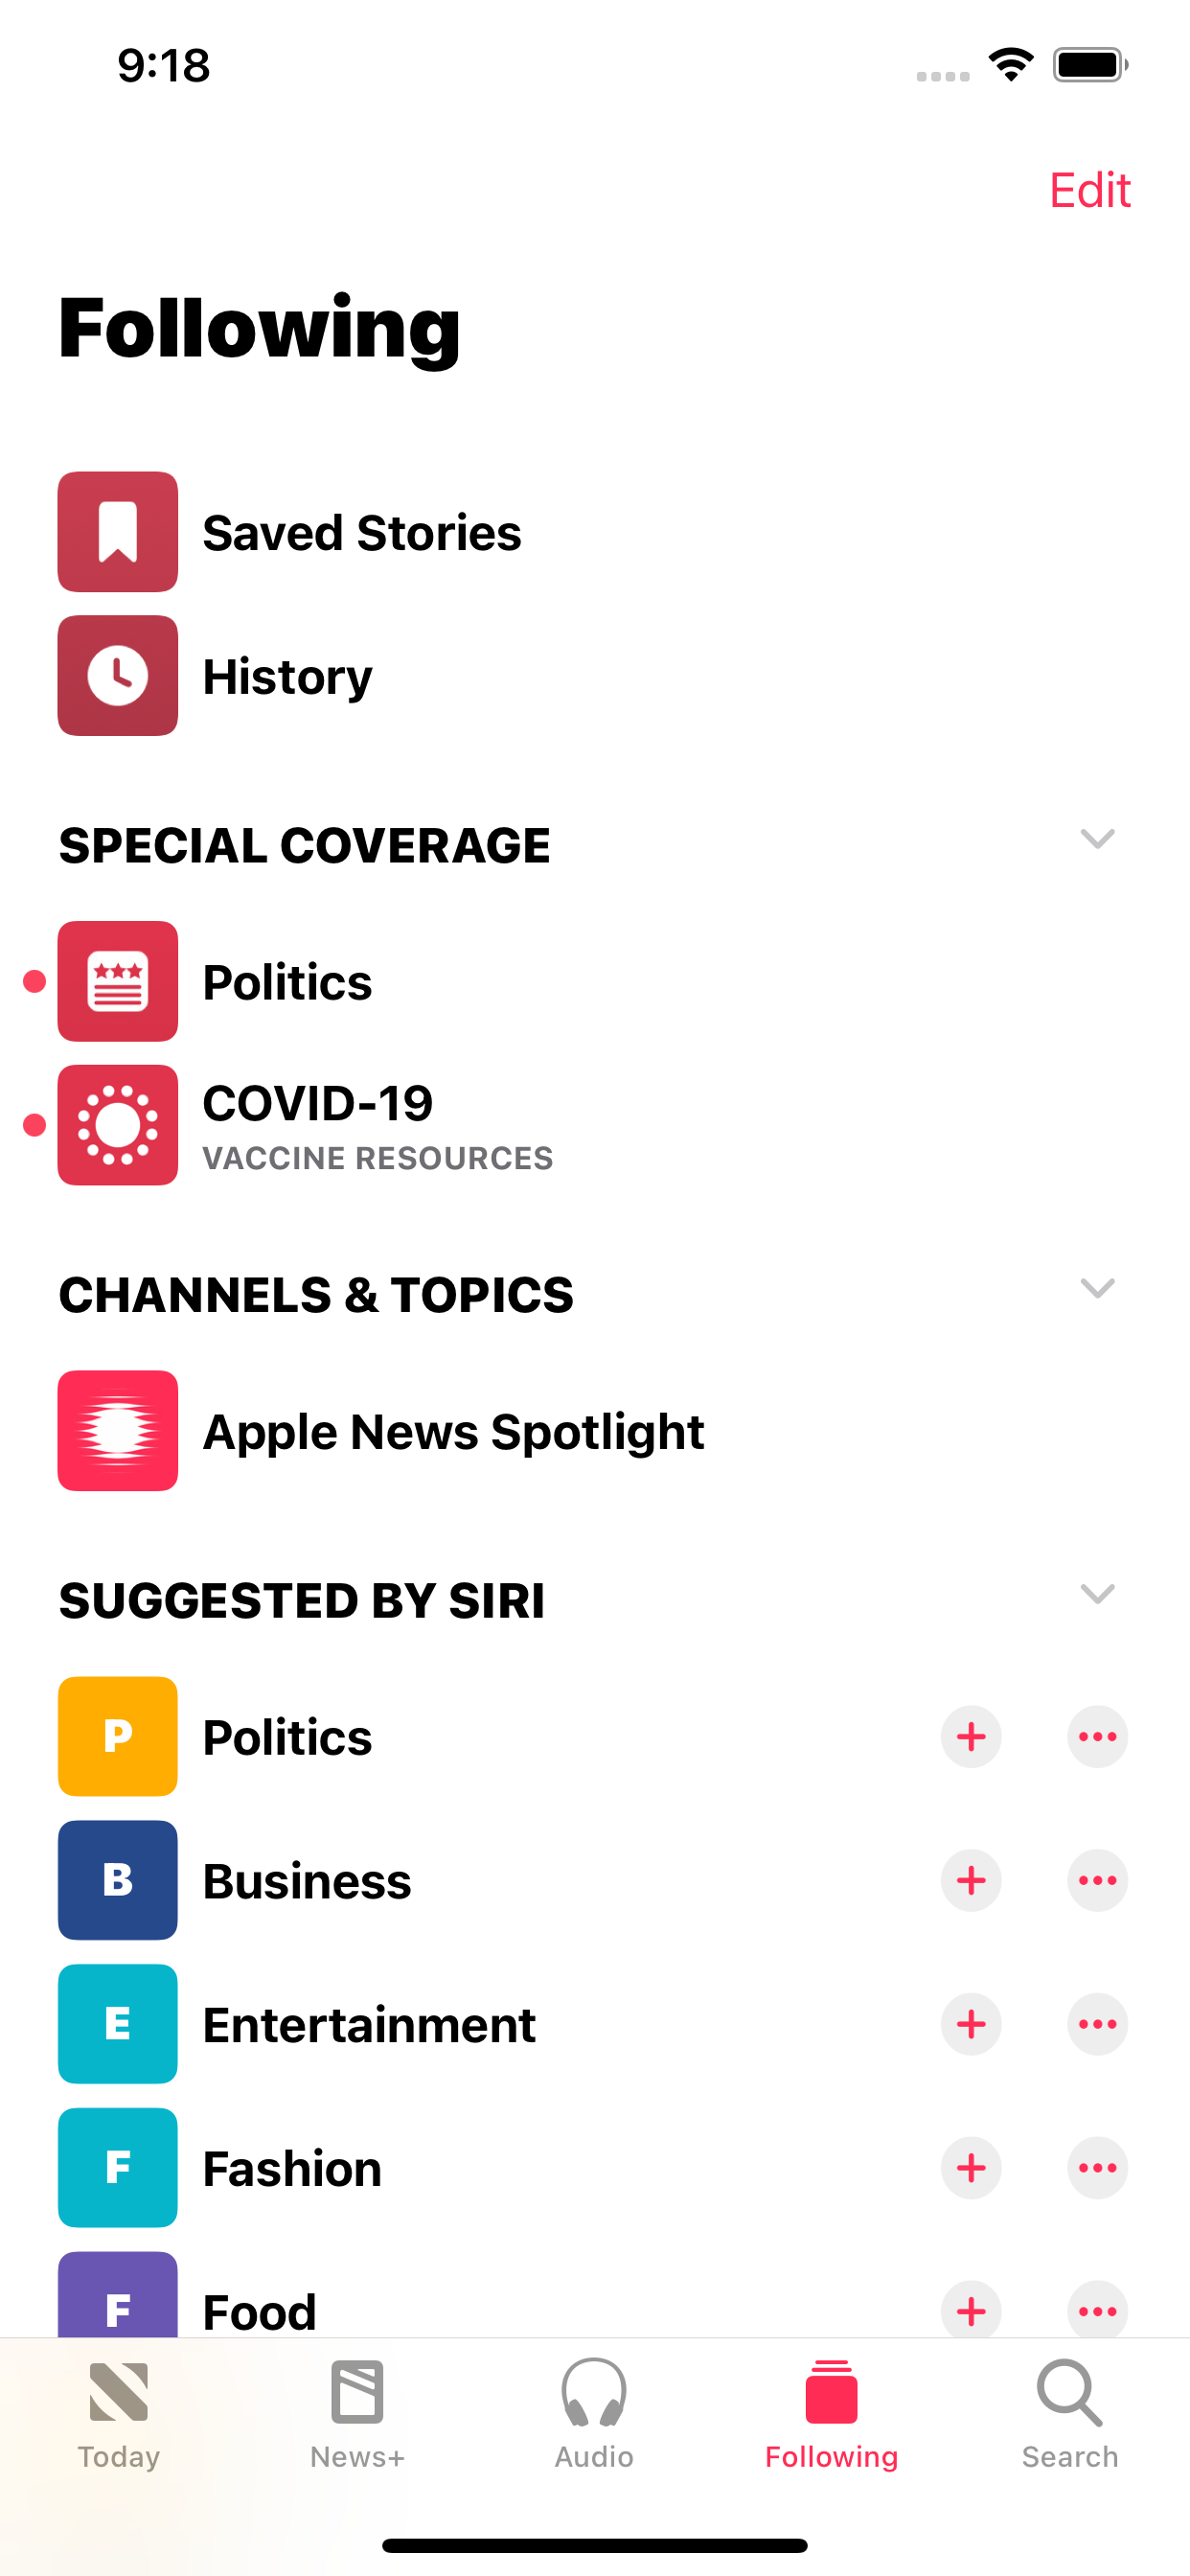 9:18
Edit
Following
Saved Stories
History
SPECIAL COVERAGE
Politics
COVID-19
VACCINE RESOURCES
CHANNELS & TOPICS
Apple News Spotlight
SUGGESTED BY SIRI
P Politics
B Business
E Entertainment
F Fashion
F Food
Today News+ Audio Following Search